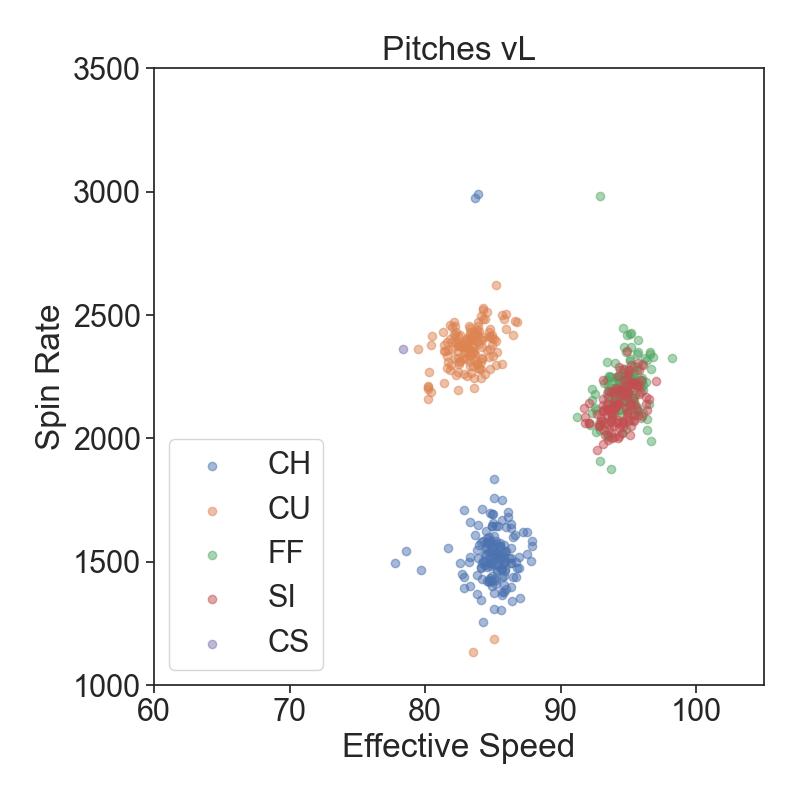 Pitches vL
3500
3000
2500
2000
1500
1000
Spin Rate
CH
CU
FF
SI
CS
60 70 80 90 100
Effective Speed